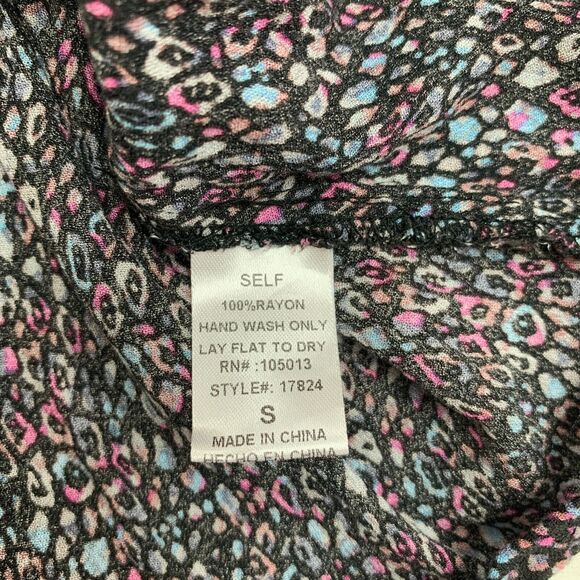 SELF
100%RAYON
HAND WASH ONLY
LAY FLAT TO DRY
RN# :105013
STYLE#: 17824
S
MADE IN CHINA
HECHO EN CHINA